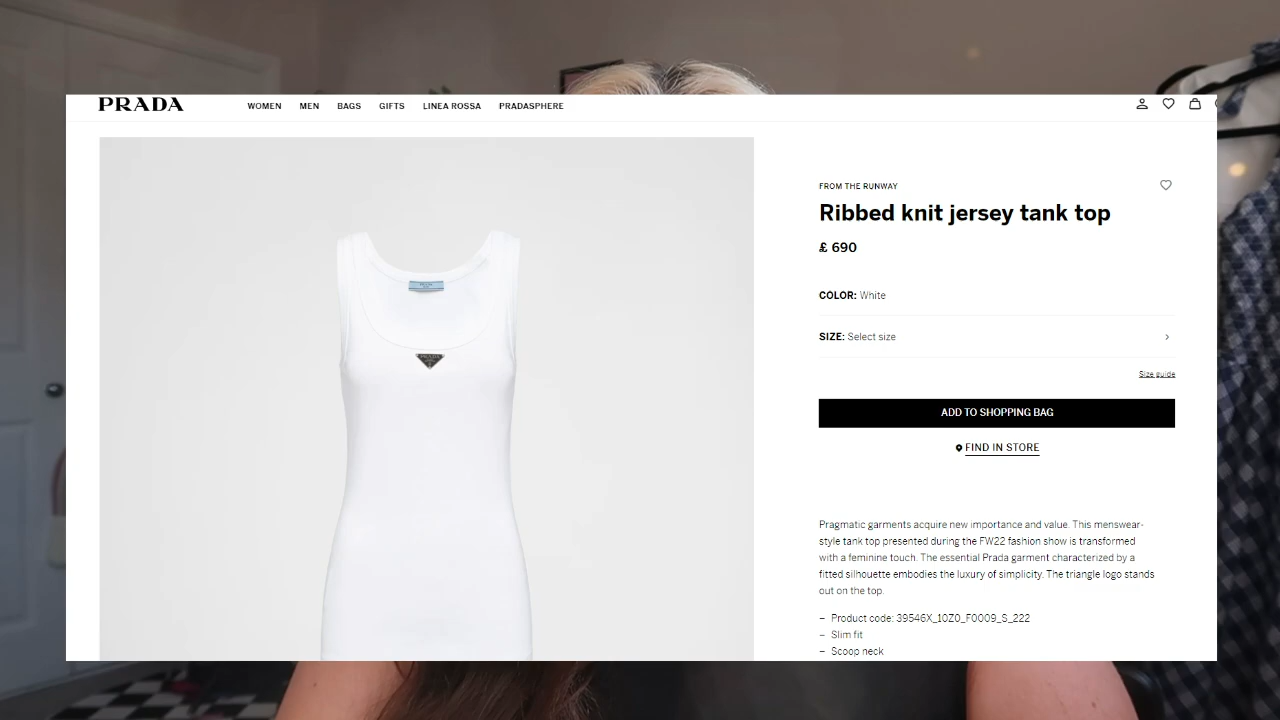 PRADA
WOMEN MEN BAGS GIFTS LINEA ROSSA PRADASPHERE
FROM THE RUNWAY
Ribbed knit jersey tank top
£ 690
COLOR: White
SIZE: Select size
Size guide
ADD TO SHOPPING BAG
FIND IN STORE
Pragmatic garments acquire new importance and value. This menswear-
style tank top presented during the FW22 fashion show is transformed
with a feminine touch. The essential Prada garment characterized by a
fitted silhouette embodies the luxury of simplicity. The triangle logo stands
out on the top.
– Product code: 39546X_10Z0_F0009_S_222
– Slim fit
– Scoop neck
PRADA
PRADA